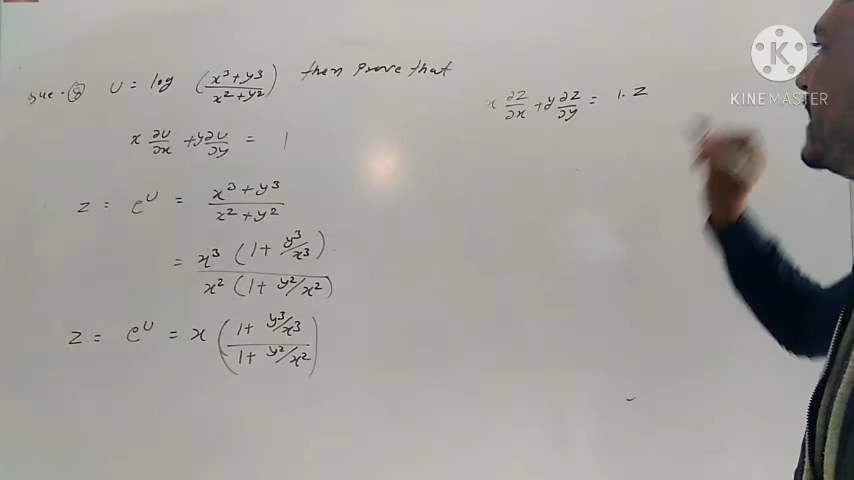 Que. ⑧ U = log (x³+y³ / x²+y²) then prove that
x ∂U/∂x + y ∂U/∂y = 1
z = e^U = x³+y³ / x²+y²
= x³ (1+ y³/x³) / x² (1+ y²/x²)
z = e^U = x (1+ y³/x³ / 1+ y²/x²)
x ∂z/∂x + y ∂z/∂y = 1. z
K
KINEMASTER